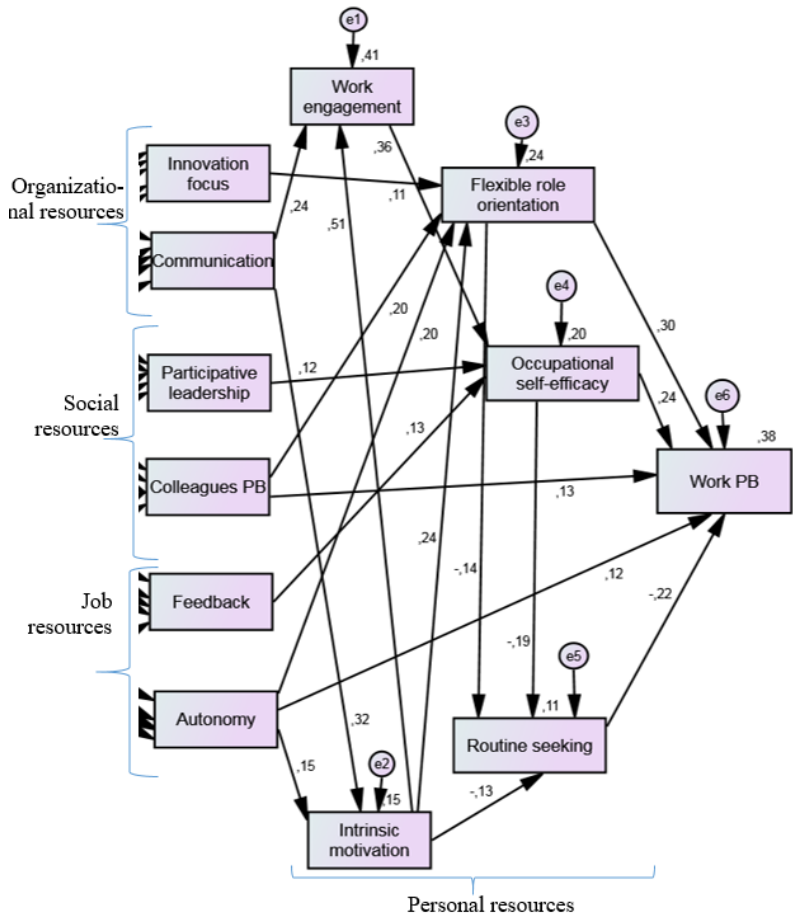 e1
,41
Work
engagement
e3
,24
,36
Innovation
focus
Flexible role
orientation
,11
Organizatio-
nal resources
,24
,51
Communication
e4
,20
,20
,20
,30
Participative
leadership
,12
Occupational
self-efficacy
Social
resources
,24
e6
,13
,38
Colleagues PB
Work PB
,13
,24
-,14
,12
Job
resources
Feedback
-,22
-,19
e5
Autonomy
,32
,11
Routine seeking
,15
e2
,15
-,13
Intrinsic
motivation
Personal resources